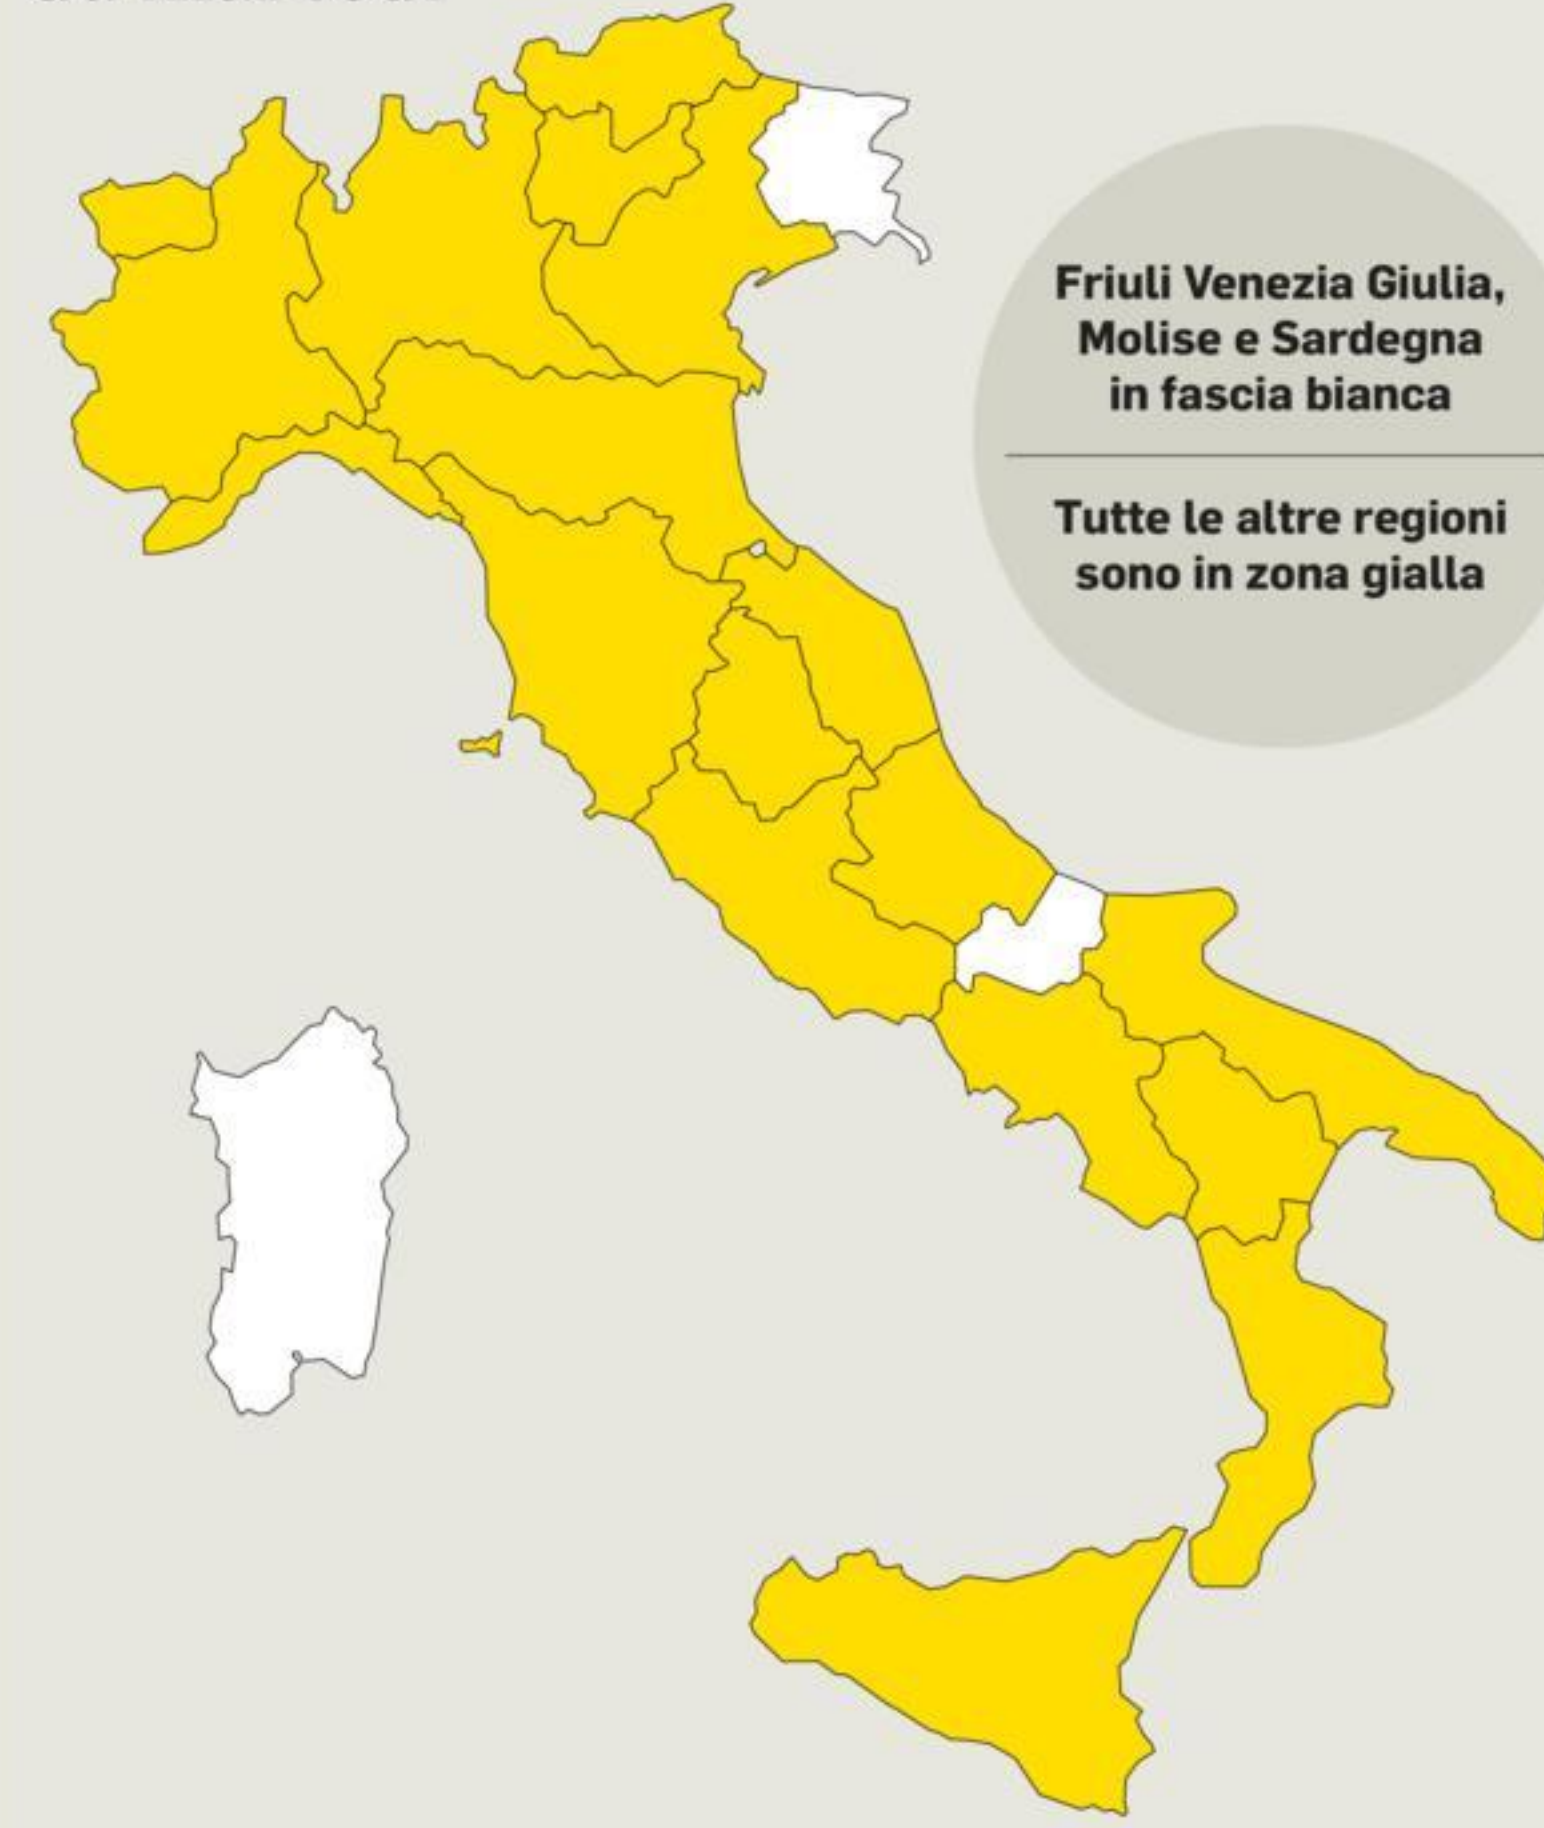 Friuli Venezia Giulia,
Molise e Sardegna
in fascia bianca
Tutte le altre regioni
sono in zona gialla